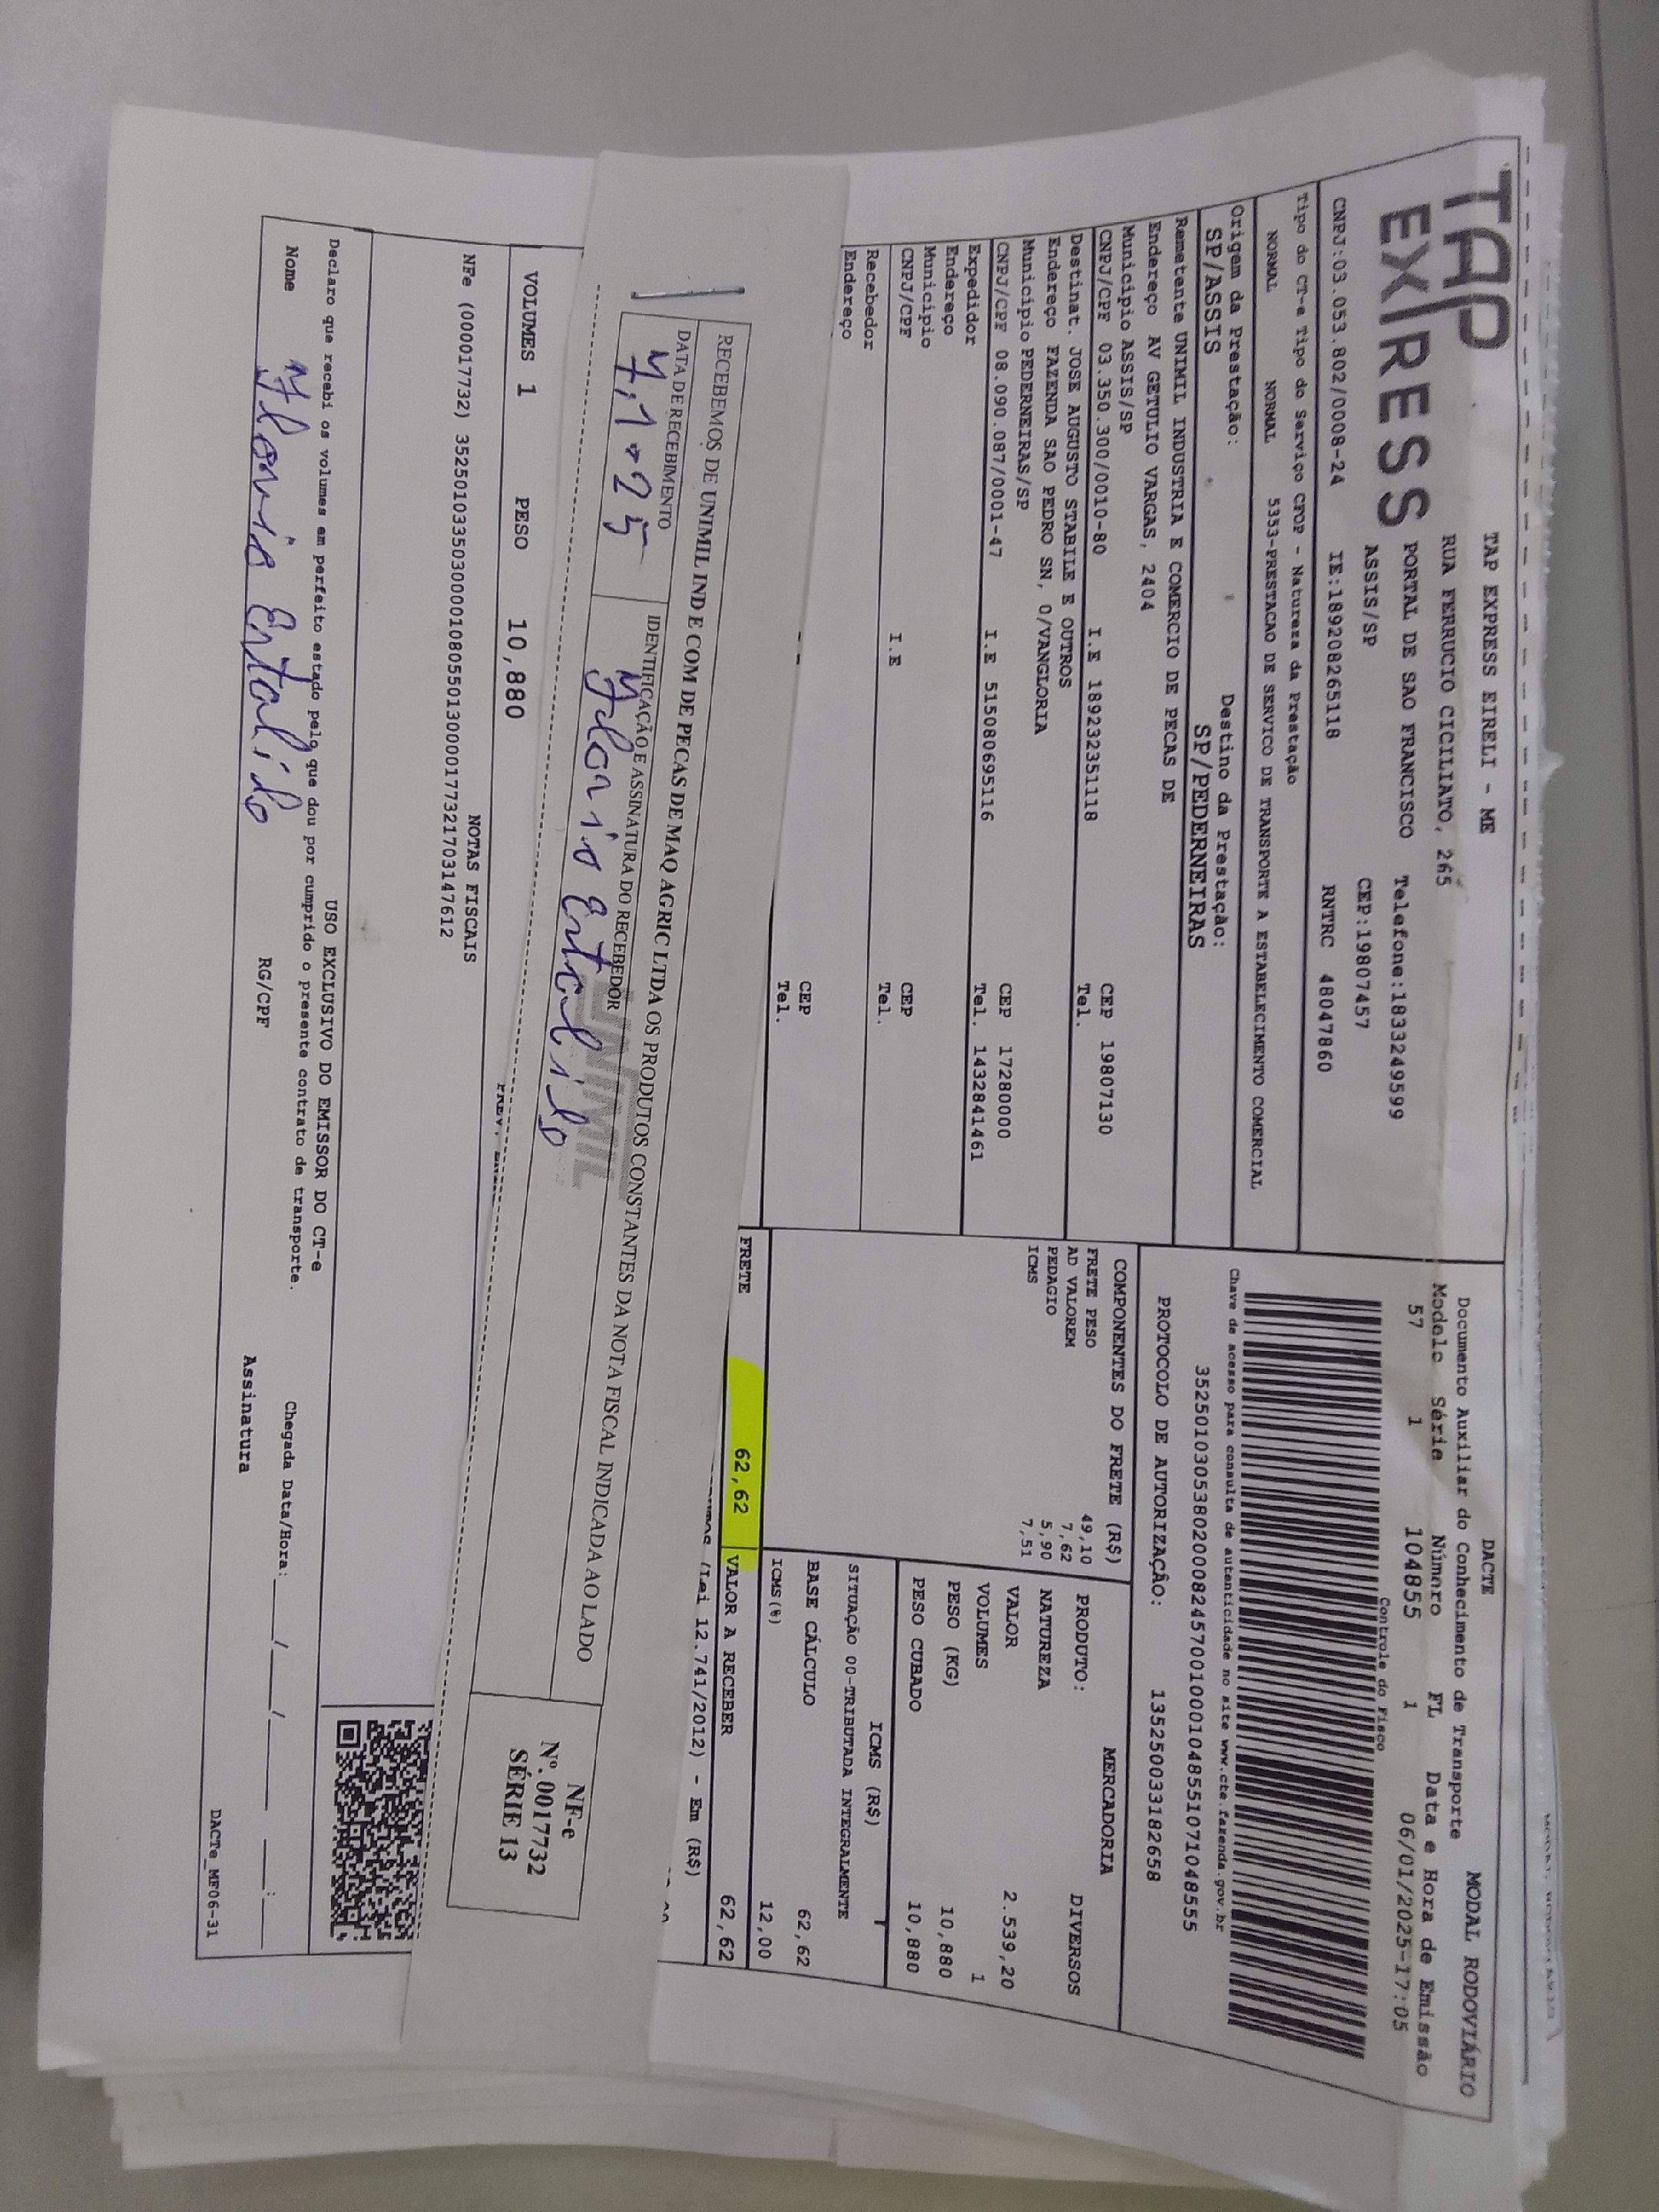 TAP
EXPRESS
TAP EXPRESS EIRELI - ME
RUA FERRUCIO CICILIATO, 265
PORTAL DE SAO FRANCISCO Telefone:1833249599
ASSIS/SP CEP:19807457
CNPJ:03.053.802/0008-24 IE:189208265118 RNTRC 48047860
Tipo do CT-e Tipo do Serviço CFOP - Natureza da Prestação
NORMAL NORMAL 5353-PRESTACAO DE SERVICO DE TRANSPORTE A ESTABELECIMENTO COMERCIAL
Origem da Prestação: Destino da Prestação:
SP/ASSIS SP/PEDERNEIRAS
Remetente UNIMIL INDUSTRIA E COMERCIO DE PECAS DE
Endereço AV GETULIO VARGAS, 2404
Municipio ASSIS/SP CEP 19807130
CNPJ/CPF 03.350.300/0010-80 I.E 189232351118 Tel.
Destinat. JOSE AUGUSTO STABILE E OUTROS
Endereço FAZENDA SAO PEDRO SN, 0/VANGLORIA
Municipio PEDERNEIRAS/SP CEP 17280000
CNPJ/CPF 08.090.087/0001-47 I.E 515080695116 Tel. 1432841461
Expedidor
Endereço
Municipio CEP
CNPJ/CPF I.E Tel.
Recebedor
Endereço
CEP
Tel.
DACTE MODAL RODOVIÁRIO
Documento Auxiliar do Conhecimento de Transporte
Modelo Série Número FL Data e Hora de Emissão
57 1 104855 1 06/01/2025-17:05
Controle do Fisco
Chave de acesso para consulta de autenticidade no site www.cte.fazenda.gov.br
35250103053802000824570010001048551071048555
PROTOCOLO DE AUTORIZAÇÃO: 135250033182658
COMPONENTES DO FRETE (R$)
FRETE PESO 49,10
AD VALOREM 7,62
PEDAGIO 5,90
ICMS 7,51
MERCADORIA
PRODUTO: DIVERSOS
NATUREZA
VALOR 2.539,20
VOLUMES 1
PESO (KG) 10,880
PESO CUBADO 10,880
ICMS (R$)
SITUAÇÃO 00-TRIBUTADA INTEGRALMENTE
BASE CÁLCULO 62,62
ICMS(%) 12,00
FRETE 62,62 VALOR A RECEBER 62,62
(Lei 12.741/2012) - Em (R$)
RECEBEMOS DE UNIMIL IND E COM DE PECAS DE MAQ AGRIC LTDA OS PRODUTOS CONSTANTES DA NOTA FISCAL INDICADA AO LADO
DATA DE RECEBIMENTO IDENTIFICAÇÃO E ASSINATURA DO RECEBEDOR
7,1.25
UNIMIL
NF-e
Nº. 0017732
SÉRIE 13
VOLUMES 1 PESO 10,880
NOTAS FISCAIS
NFe (000017732) 35250103350300001080550130000177321703147612
USO EXCLUSIVO DO EMISSOR DO CT-e
Declaro que recebi os volumes em perfeito estado pelo que dou por cumprido o presente contrato de transporte.
Chegada Data/Hora:___/___/_____ __:__
Nome RG/CPF Assinatura
DACTe_MF06-31